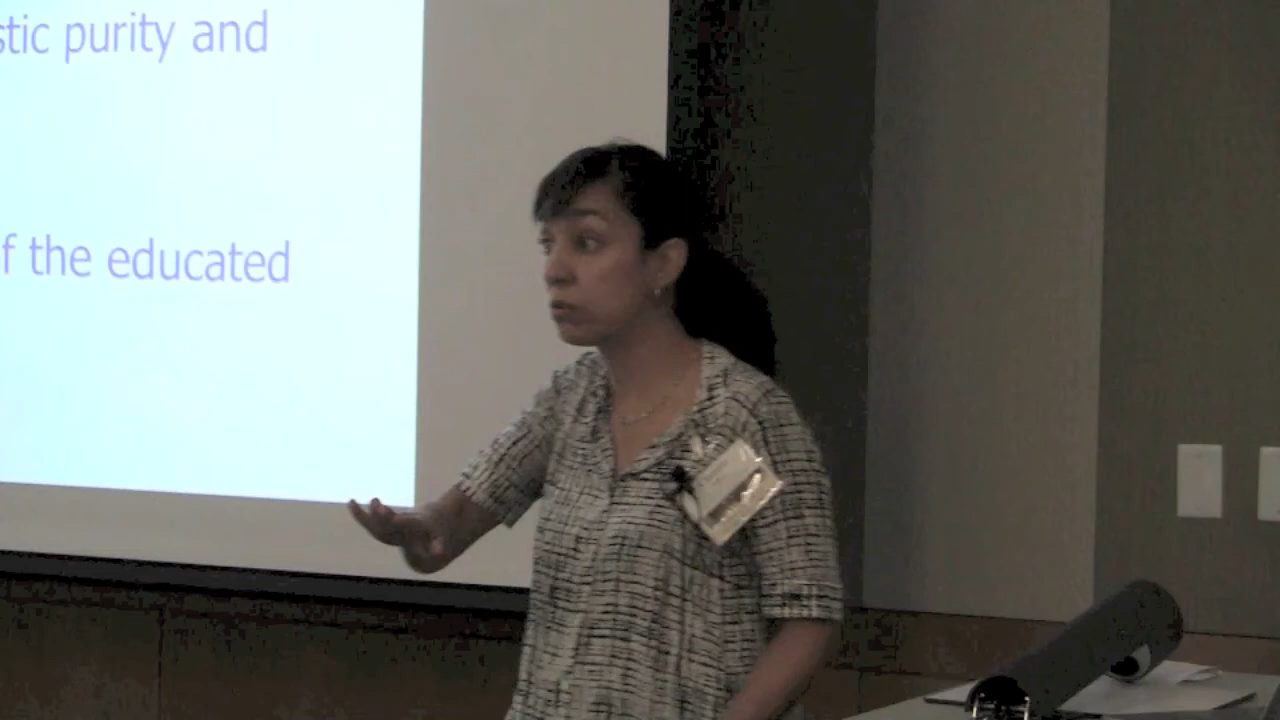 stic purity and
f the educated